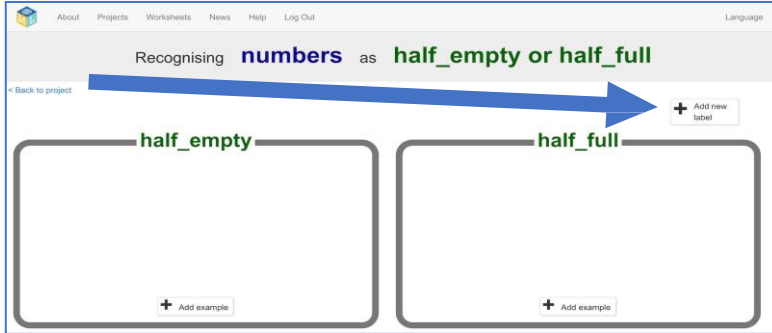 About Projects Worksheets News Help Log Out Language
Recognising numbers as half_empty or half_full
< Back to project
Add new
label
half_empty half_full
Add example Add example